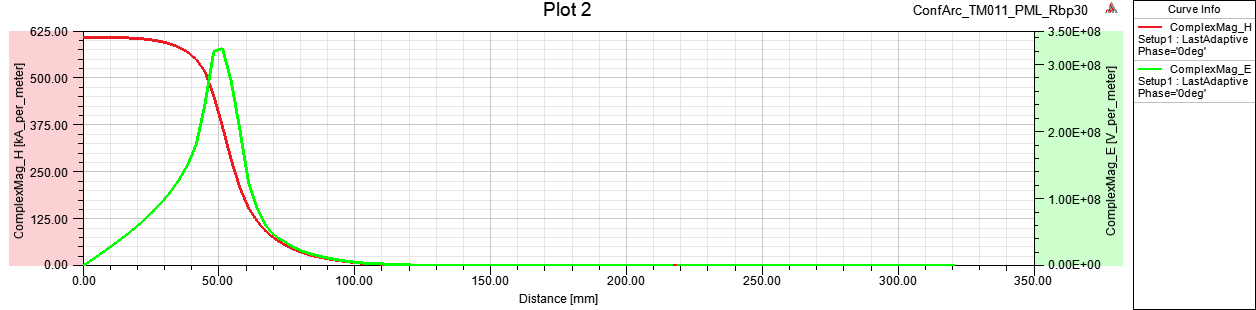 Plot 2
ConfArc_TM011_PML_Rbp30
Curve Info
ComplexMag_H
Setup1 : LastAdaptive
Phase='0deg'
ComplexMag_E
Setup1 : LastAdaptive
Phase='0deg'
625.00
500.00
375.00
250.00
125.00
0.00
ComplexMag_H [kA_per_meter]
3.50E+08
3.00E+08
2.00E+08
1.00E+08
0.00E+00
ComplexMag_E [V_per_meter]
0.00
50.00
100.00
150.00
200.00
250.00
300.00
350.00
Distance [mm]